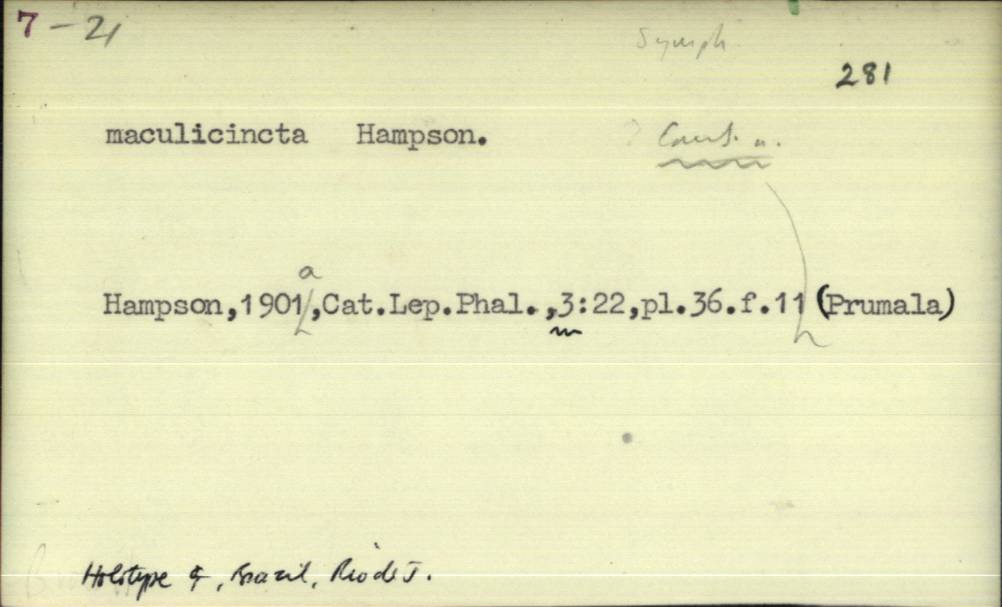 7 - 21
Symph
281
maculicincta Hampson.
Hampson,1901a,Cat.Lep.Phal.,3:22,pl.36.f.11 (Prumala)
Holotype ♀, Brazil, Rio de J.